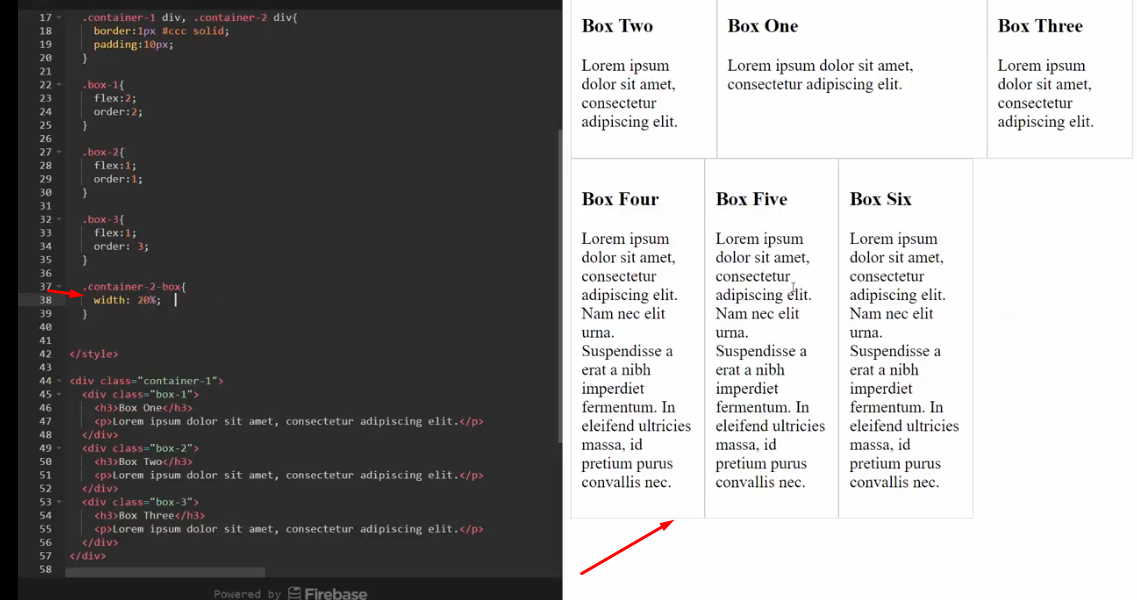 17 .container-1 div, .container-2 div{
18 border:1px #ccc solid;
19 padding:10px;
20 }
21
22 .box-1{
23 flex:2;
24 order:2;
25 }
26
27 .box-2{
28 flex:1;
29 order:1;
30 }
31
32 .box-3{
33 flex:1;
34 order: 3;
35 }
36
37 .container-2-box{
38 width: 20%;
39 }
40
41
42 </style>
43
44 <div class="container-1">
45 <div class="box-1">
46 <h3>Box One</h3>
47 <p>Lorem ipsum dolor sit amet, consectetur adipiscing elit.</p>
48 </div>
49 <div class="box-2">
50 <h3>Box Two</h3>
51 <p>Lorem ipsum dolor sit amet, consectetur adipiscing elit.</p>
52 </div>
53 <div class="box-3">
54 <h3>Box Three</h3>
55 <p>Lorem ipsum dolor sit amet, consectetur adipiscing elit.</p>
56 </div>
57 </div>
58
Powered by Firebase
Box Two
Lorem ipsum
dolor sit amet,
consectetur
adipiscing elit.
Box One
Lorem ipsum dolor sit amet,
consectetur adipiscing elit.
Box Three
Lorem ipsum
dolor sit amet,
consectetur
adipiscing elit.
Box Four
Lorem ipsum
dolor sit amet,
consectetur
adipiscing elit.
Nam nec elit
urna.
Suspendisse a
erat a nibh
imperdiet
fermentum. In
eleifend ultricies
massa, id
pretium purus
convallis nec.
Box Five
Lorem ipsum
dolor sit amet,
consectetur
adipiscing elit.
Nam nec elit
urna.
Suspendisse a
erat a nibh
imperdiet
fermentum. In
eleifend ultricies
massa, id
pretium purus
convallis nec.
Box Six
Lorem ipsum
dolor sit amet,
consectetur
adipiscing elit.
Nam nec elit
urna.
Suspendisse a
erat a nibh
imperdiet
fermentum. In
eleifend ultricies
massa, id
pretium purus
convallis nec.